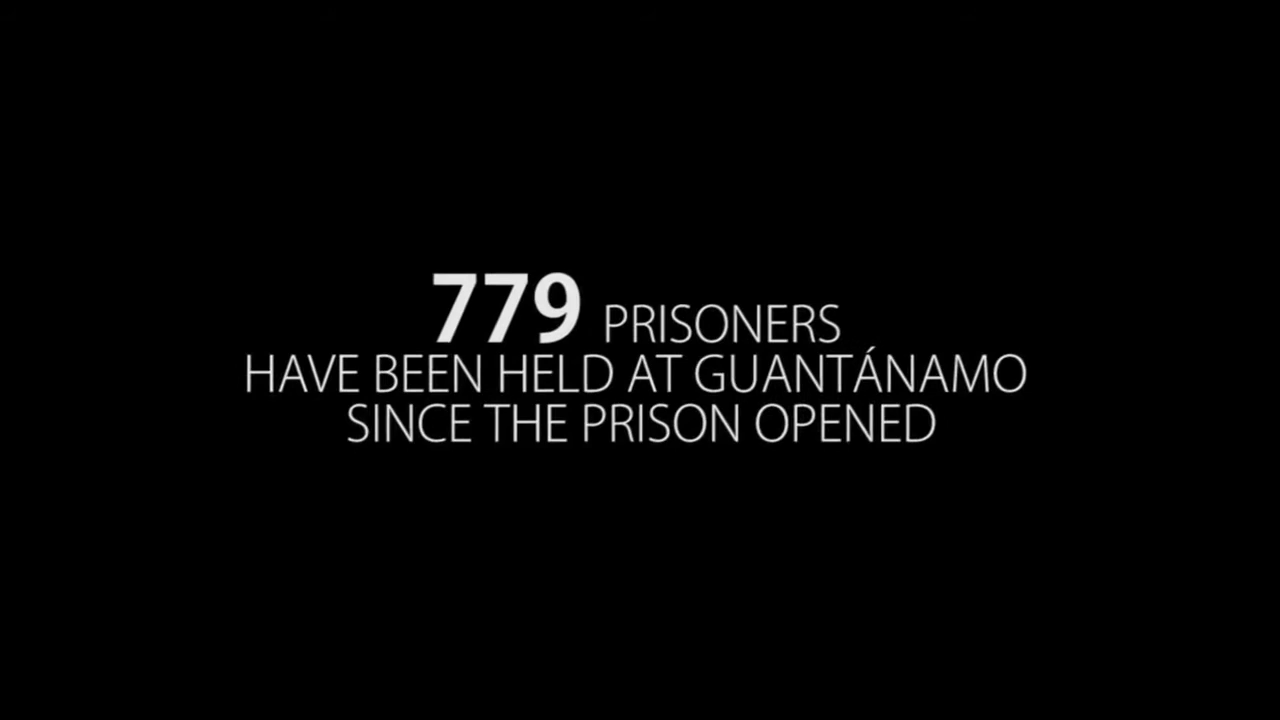 779 PRISONERS
HAVE BEEN HELD AT GUANTÁNAMO
SINCE THE PRISON OPENED